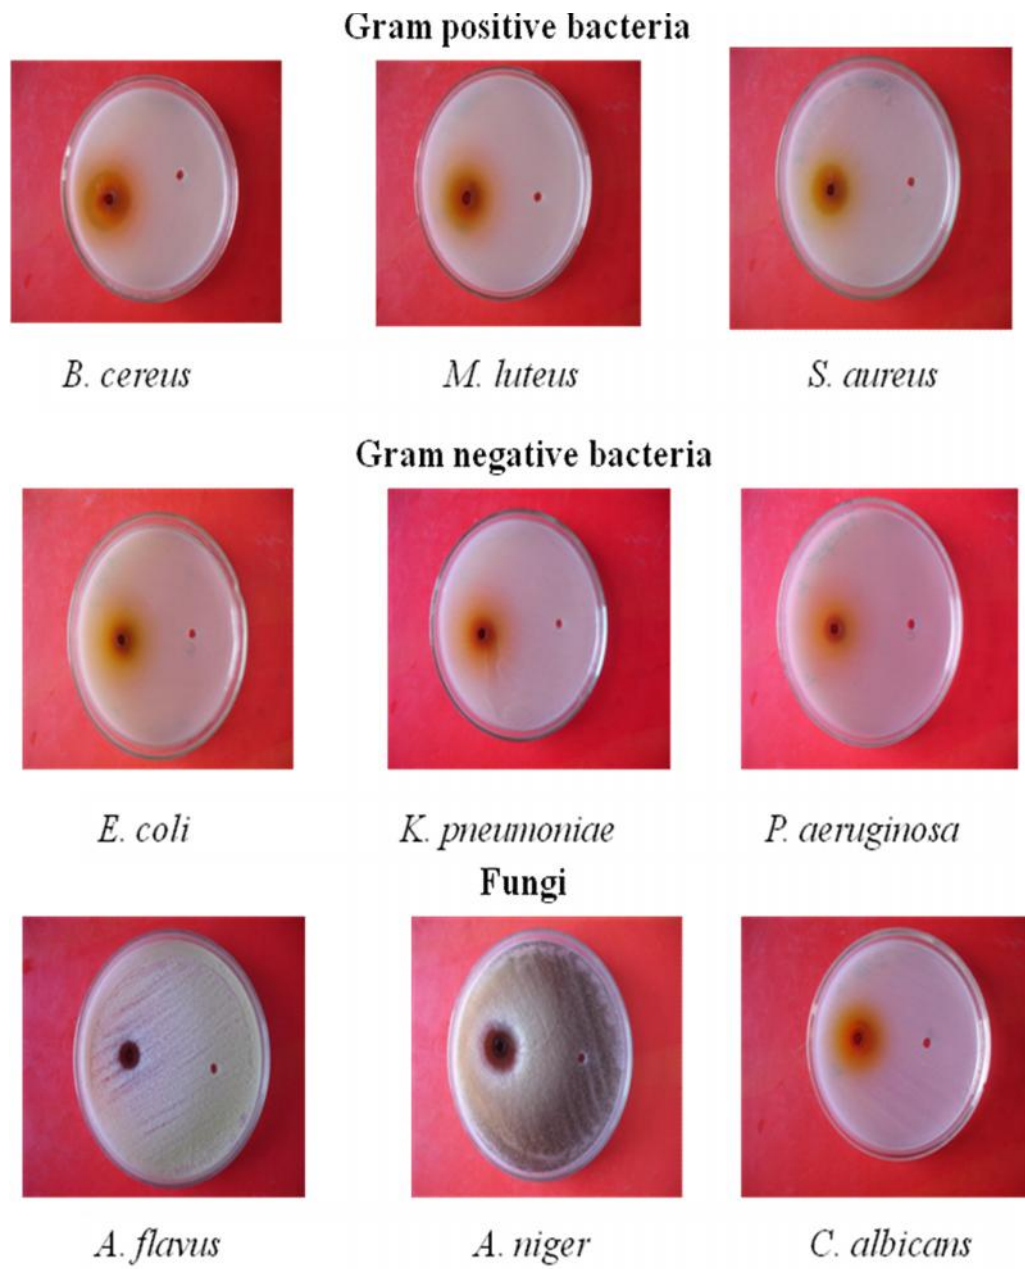 Gram positive bacteria
B. cereus
M. luteus
S. aureus
Gram negative bacteria
E. coli
K. pneumoniae
P. aeruginosa
Fungi
A. flavus
A. niger
C. albicans